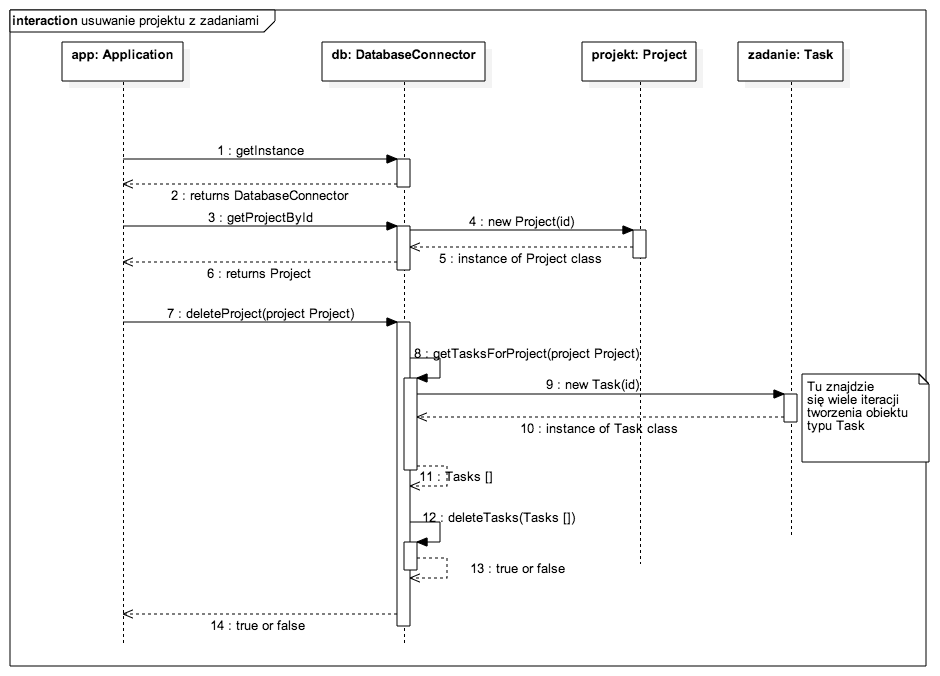 interaction usuwanie projektu z zadaniami
app: Application
db: DatabaseConnector
projekt: Project
zadanie: Task
1 : getInstance
2 : returns DatabaseConnector
3 : getProjectById
4 : new Project(id)
5 : instance of Project class
6 : returns Project
7 : deleteProject(project Project)
8 : getTasksForProject(project Project)
9 : new Task(id)
Tu znajdzie
się wiele iteracji
tworzenia obiektu
typu Task
10 : instance of Task class
11 : Tasks []
12 : deleteTasks(Tasks [])
13 : true or false
14 : true or false